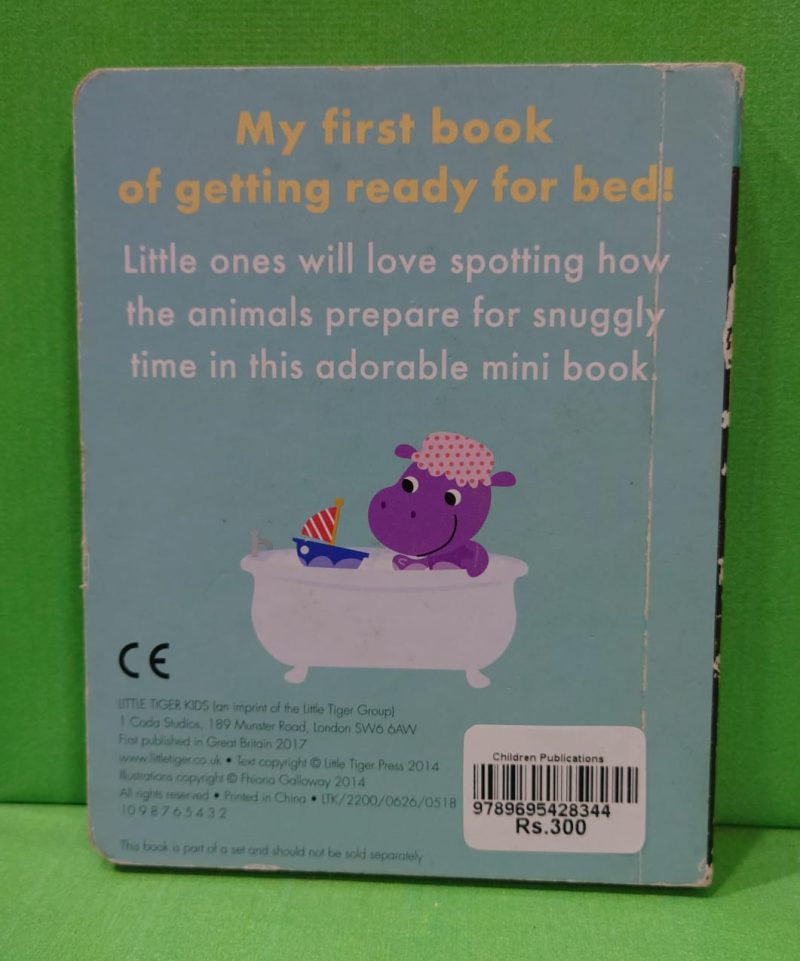 My first book
of getting ready for bed!
Little ones will love spotting how
the animals prepare for snuggly
time in this adorable mini book.
CE
LITTLE TIGER KIDS (an imprint of the Little Tiger Group)
1 Coda Studios, 189 Munster Road, London SW6 6AW
First published in Great Britain 2017
www.littletiger.co.uk • Text copyright © Little Tiger Press 2014
Illustrations copyright © Fhiona Galloway 2014
All rights reserved • Printed in China • LTK/2200/0626/0518
10 9 8 7 6 5 4 3 2
This book is part of a set and should not be sold separately
Children Publications
9789695428344
Rs.300